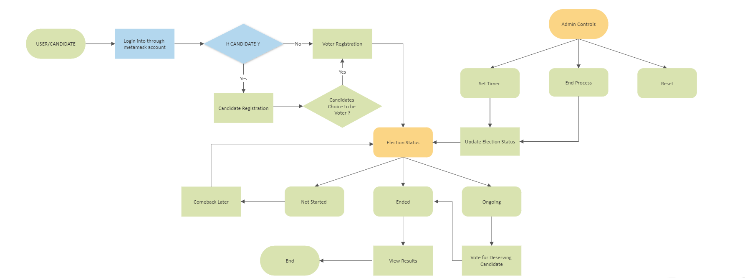 Admin Controls
USER/CANDIDATE
Login into through
metamask account
If CANDIDATE ?
No
Voter Registration
Yes
Yes
Set Timer
End Process
Reset
Candidate Registration
Candidates
Choice to be
Voter ?
Election Status
Update Election Status
Comeback Later
Not Started
Ended
Ongoing
End
View Results
Vote for Deserving
Candidate